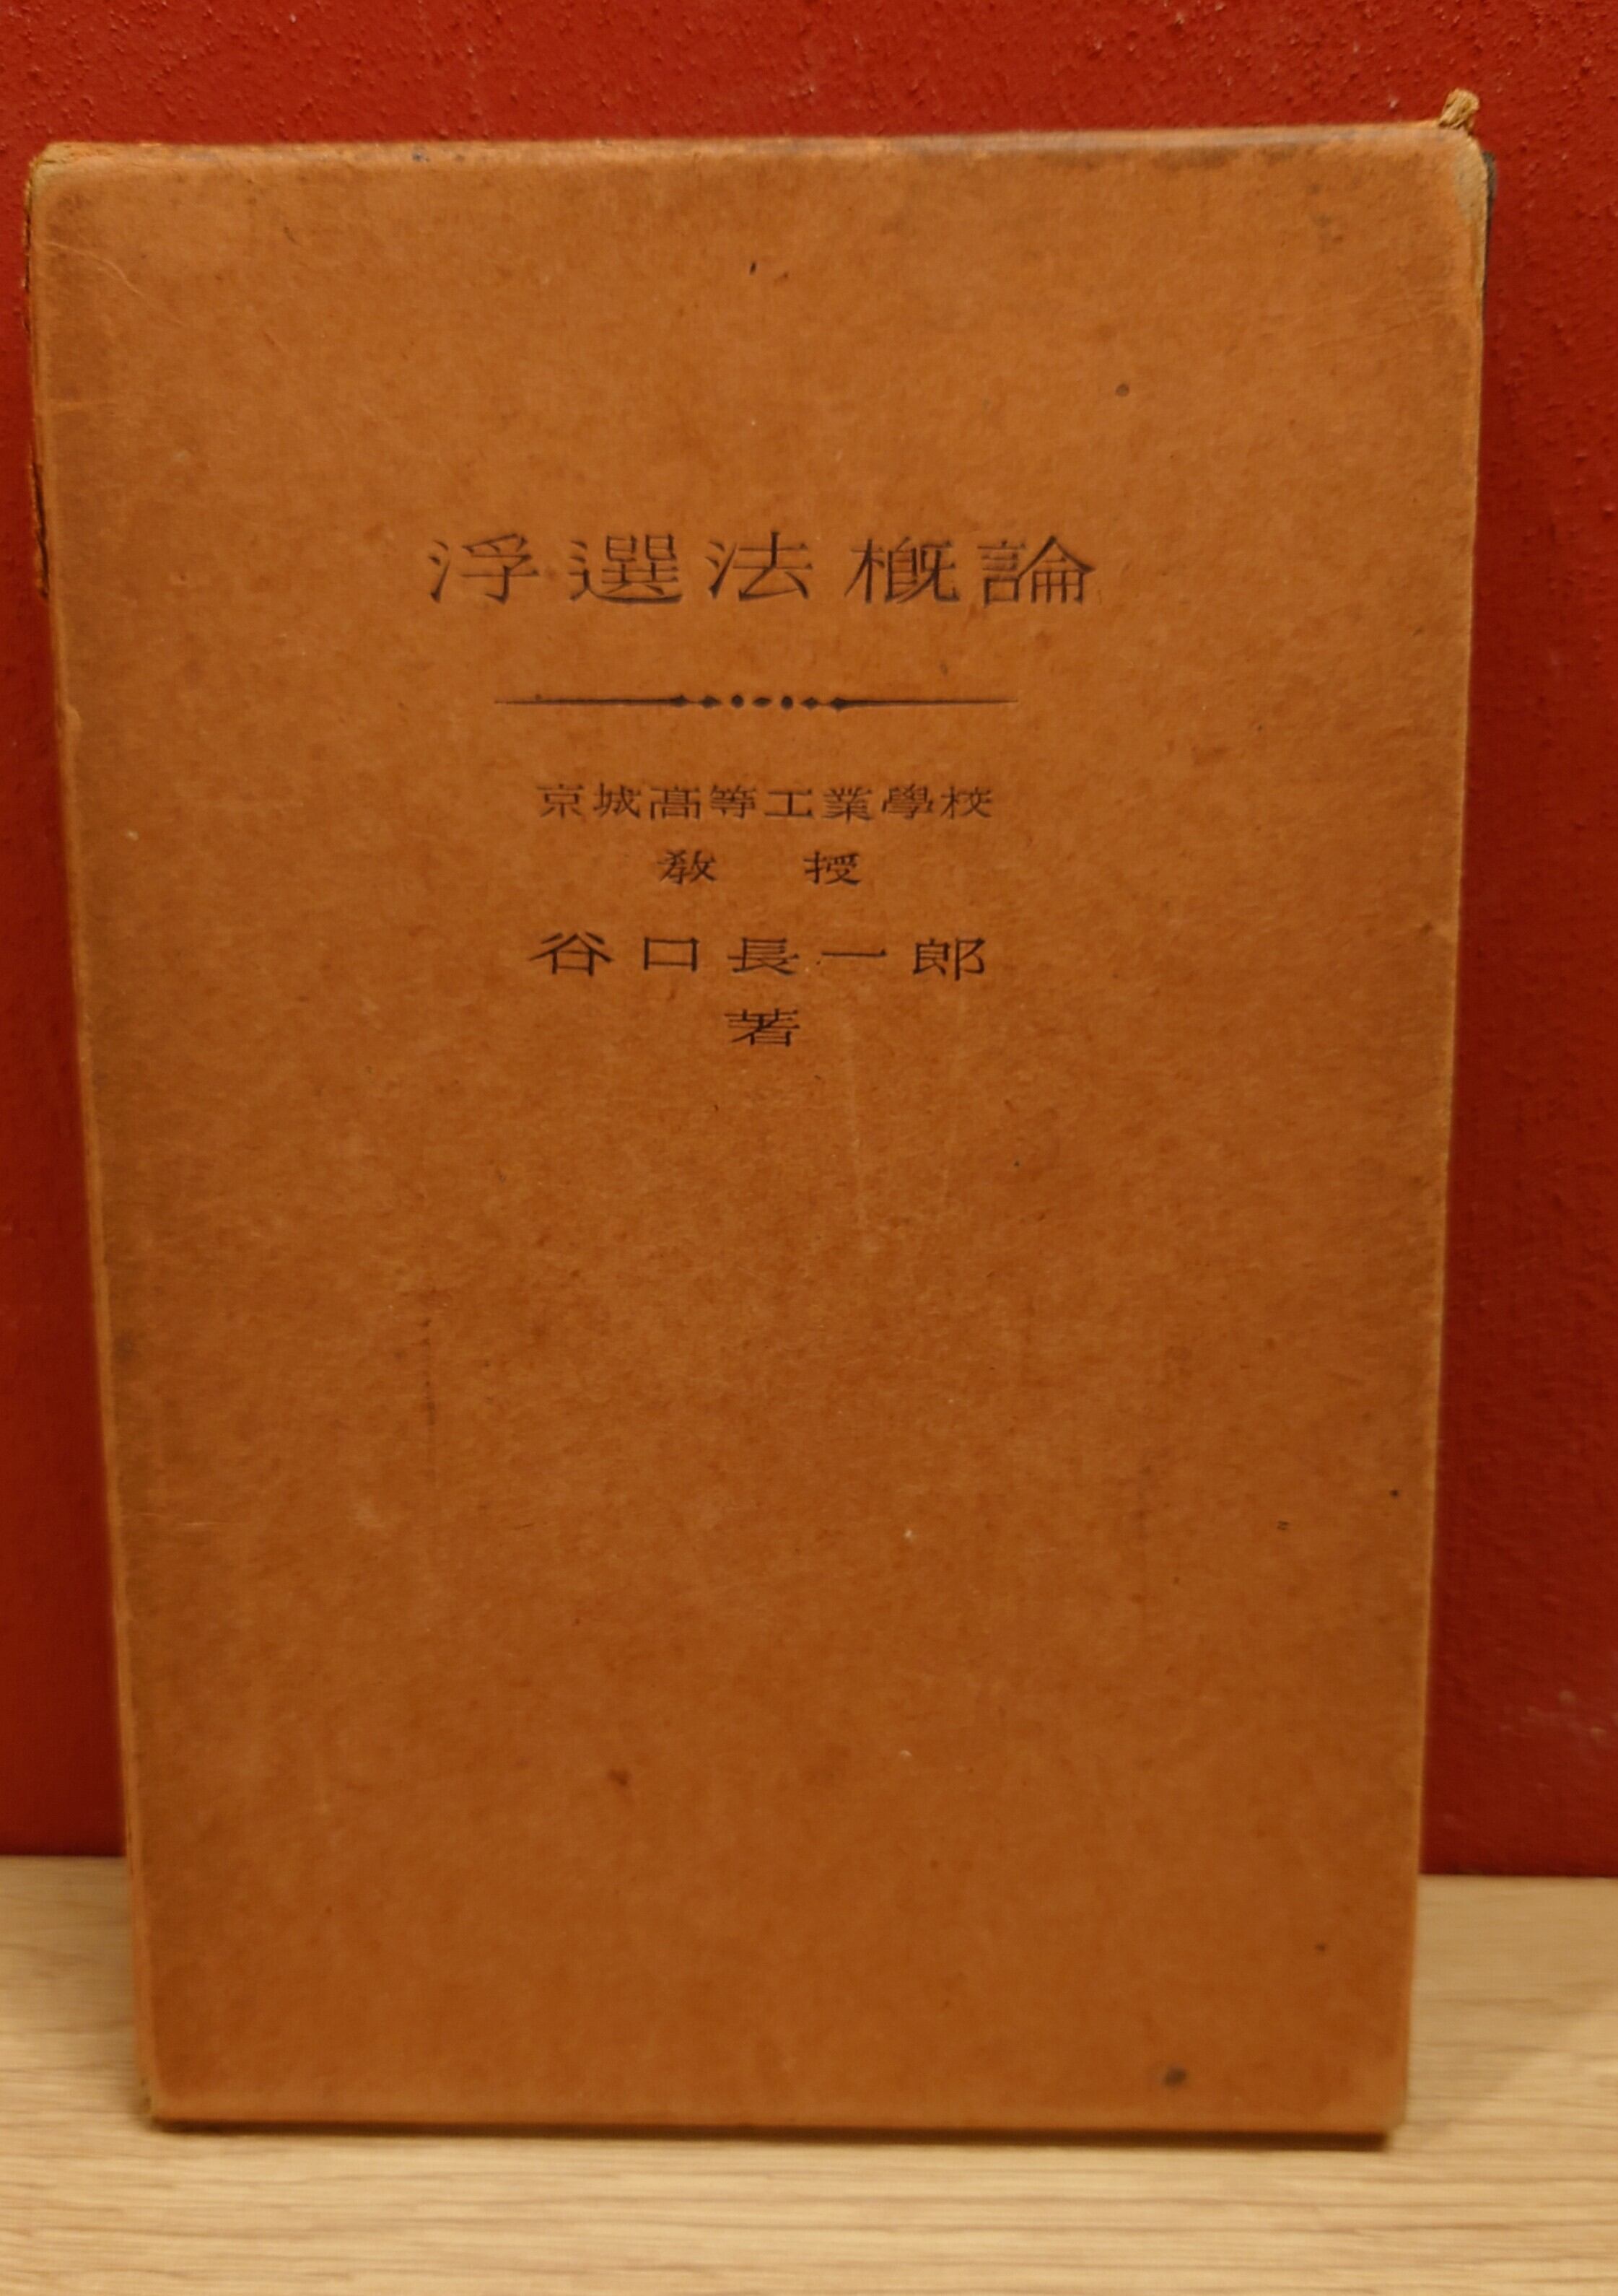 浮選法概論
京城高等工業學校
教授
谷口長一郎
著